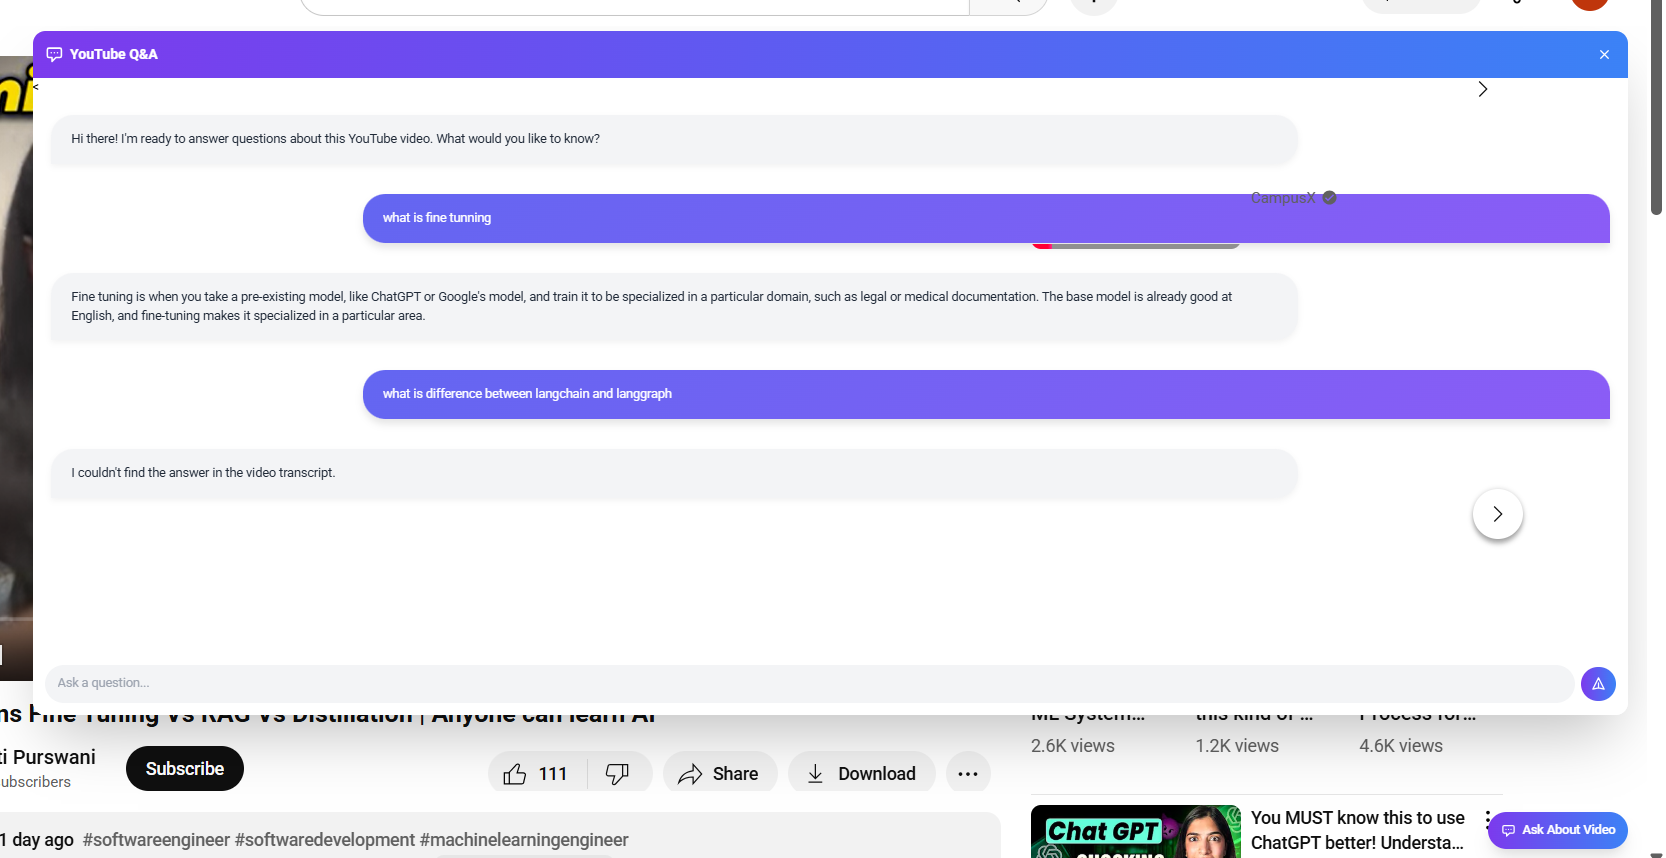 YouTube Q&A
<
Hi there! I'm ready to answer questions about this YouTube video. What would you like to know?
CampusX
what is fine tunning
Fine tuning is when you take a pre-existing model, like ChatGPT or Google's model, and train it to be specialized in a particular domain, such as legal or medical documentation. The base model is already good at
English, and fine-tuning makes it specialized in a particular area.
what is difference between langchain and langgraph
I couldn't find the answer in the video transcript.
Ask a question...
ns Fine Tuning Vs RAG Vs Distillation | Anyone can learn AI
ti Purswani
ubscribers
Subscribe
111
Share
Download
ML System...
this kind of ...
Process for...
2.6K views
1.2K views
4.6K views
1 day ago #softwareengineer #softwaredevelopment #machinelearningengineer
Chat GPT
SHOCKING
You MUST know this to use
ChatGPT better! Understa...
Ask About Video